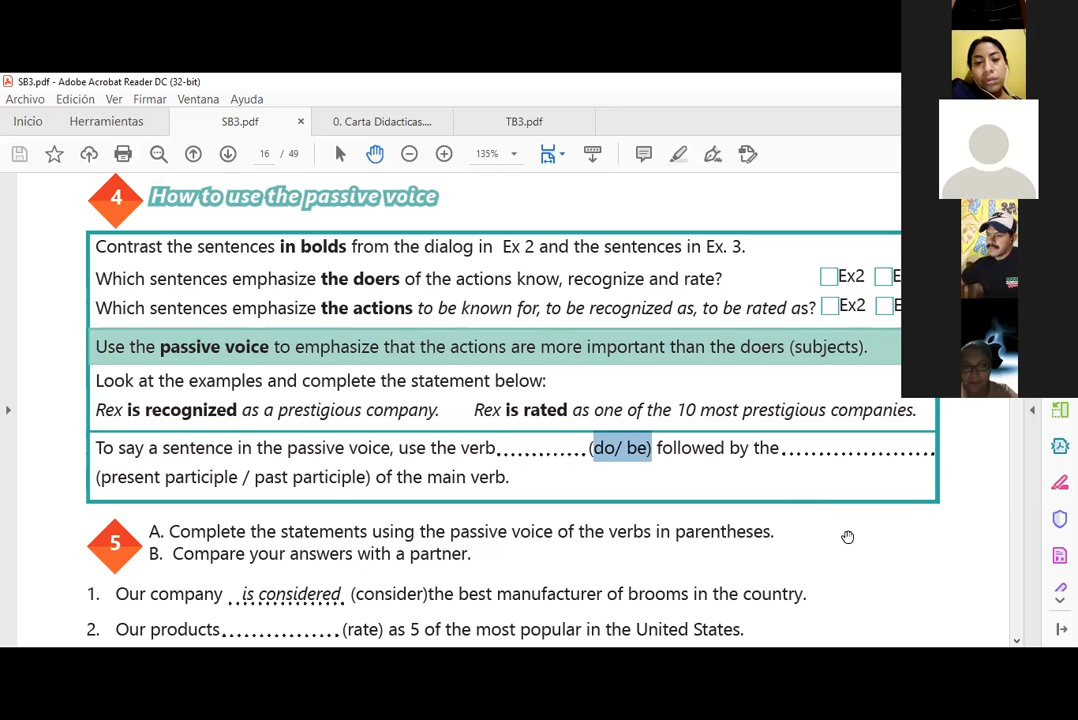 SB3.pdf - Adobe Acrobat Reader DC (32-bit)
Archivo Edición Ver Firmar Ventana Ayuda
Inicio Herramientas SB3.pdf × 0. Carta Didacticas.... TB3.pdf
16 / 49 135%
4 How to use the passive voice
Contrast the sentences in bolds from the dialog in Ex 2 and the sentences in Ex. 3.
Which sentences emphasize the doers of the actions know, recognize and rate? Ex2 E
Which sentences emphasize the actions to be known for, to be recognized as, to be rated as? Ex2 E
Use the passive voice to emphasize that the actions are more important than the doers (subjects).
Look at the examples and complete the statement below:
Rex is recognized as a prestigious company. Rex is rated as one of the 10 most prestigious companies.
To say a sentence in the passive voice, use the verb............(do/ be) followed by the.....................
(present participle / past participle) of the main verb.
5 A. Complete the statements using the passive voice of the verbs in parentheses.
B. Compare your answers with a partner.
1. Our company is considered (consider)the best manufacturer of brooms in the country.
2. Our products................(rate) as 5 of the most popular in the United States.